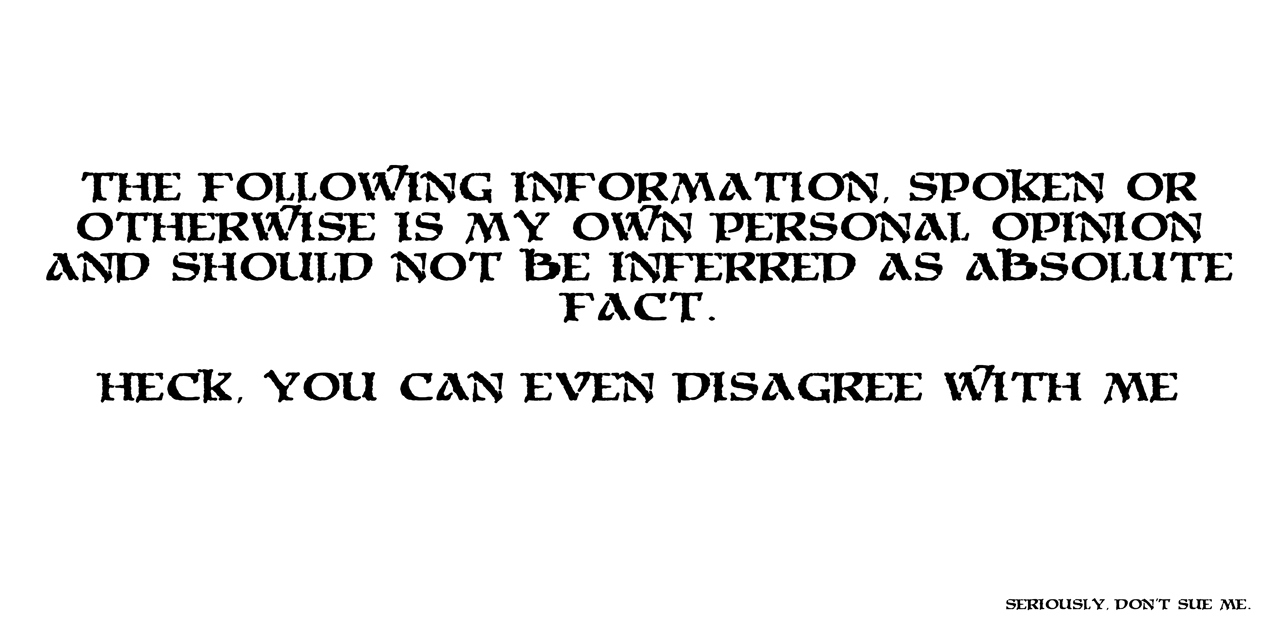 THE FOLLOWING INFORMATION, SPOKEN OR
OTHERWISE IS MY OWN PERSONAL OPINION
AND SHOULD NOT BE INFERRED AS ABSOLUTE
FACT.
HECK, YOU CAN EVEN DISAGREE WITH ME
SERIOUSLY, DON'T SUE ME.